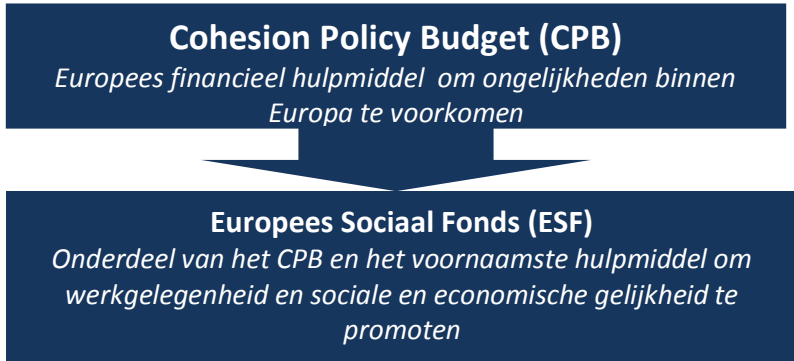 Cohesion Policy Budget (CPB)
Europees financieel hulpmiddel om ongelijkheden binnen
Europa te voorkomen
Europees Sociaal Fonds (ESF)
Onderdeel van het CPB en het voornaamste hulpmiddel om
werkgelegenheid en sociale en economische gelijkheid te
promoten